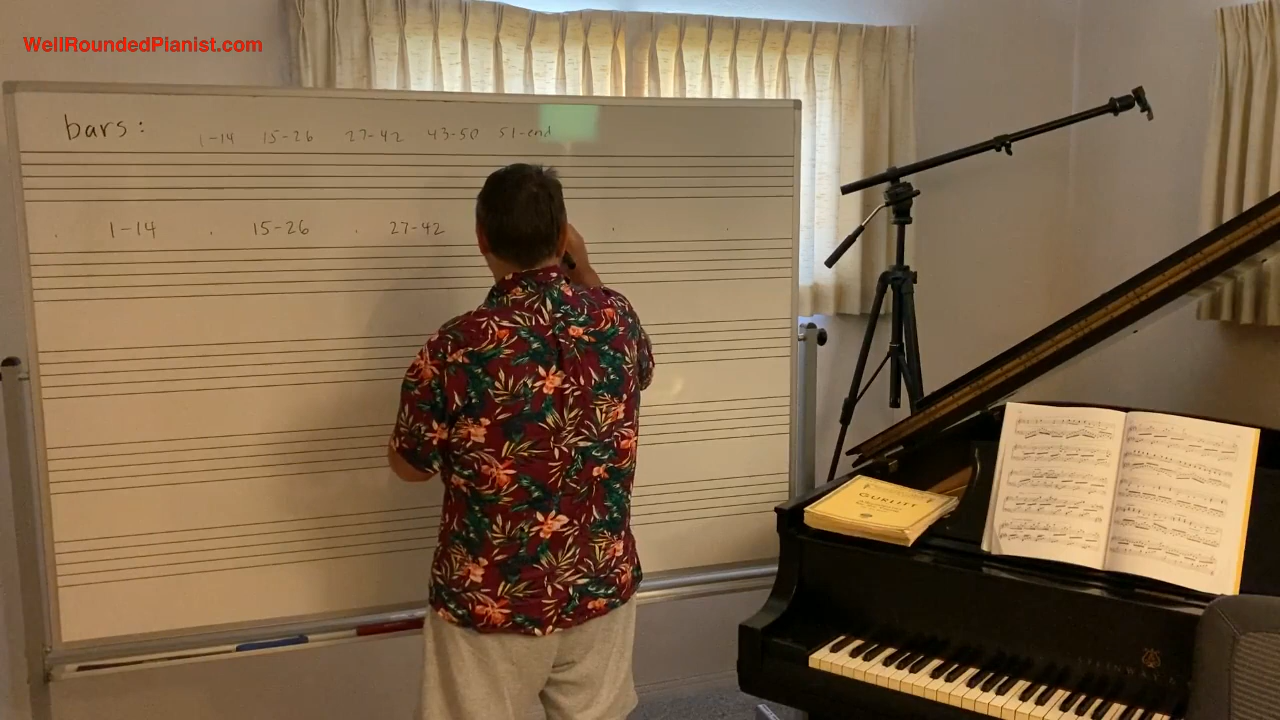 WellRoundedPianist.com
bars: 1-14 15-26 27-42 43-50 51-end
1-14 15-26 27-42
GURLITT
STEINWAY